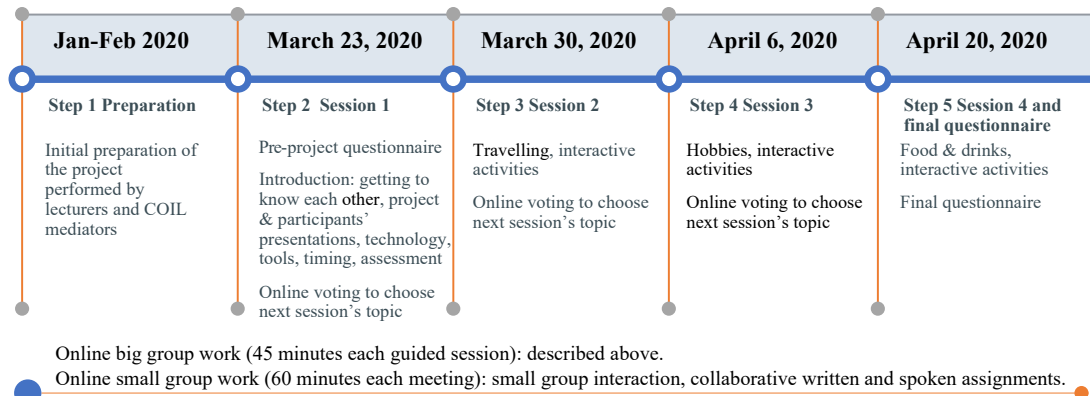 Jan-Feb 2020
March 23, 2020
March 30, 2020
April 6, 2020
April 20, 2020
Step 1 Preparation
Initial preparation of
the project
performed by
lecturers and COIL
mediators
Step 2 Session 1
Pre-project questionnaire
Introduction: getting to
know each other, project
& participants’
presentations, technology,
tools, timing, assessment
Online voting to choose
next session’s topic
Step 3 Session 2
Travelling, interactive
activities
Online voting to choose
next session’s topic
Step 4 Session 3
Hobbies, interactive
activities
Online voting to choose
next session’s topic
Step 5 Session 4 and
final questionnaire
Food & drinks,
interactive activities
Final questionnaire
Online big group work (45 minutes each guided session): described above.
Online small group work (60 minutes each meeting): small group interaction, collaborative written and spoken assignments.